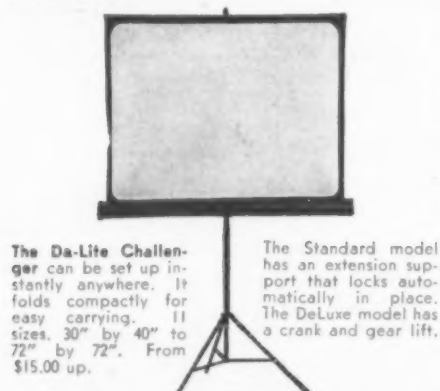 The Da-Lite Challen-
ger can be set up in-
stantly anywhere. It
folds compactly for
easy carrying. 11
sizes. 30" by 40" to
72" by 72". From
$15.00 up.
The Standard model
has an extension sup-
port that locks auto-
matically in place.
The DeLuxe model has
a crank and gear lift.